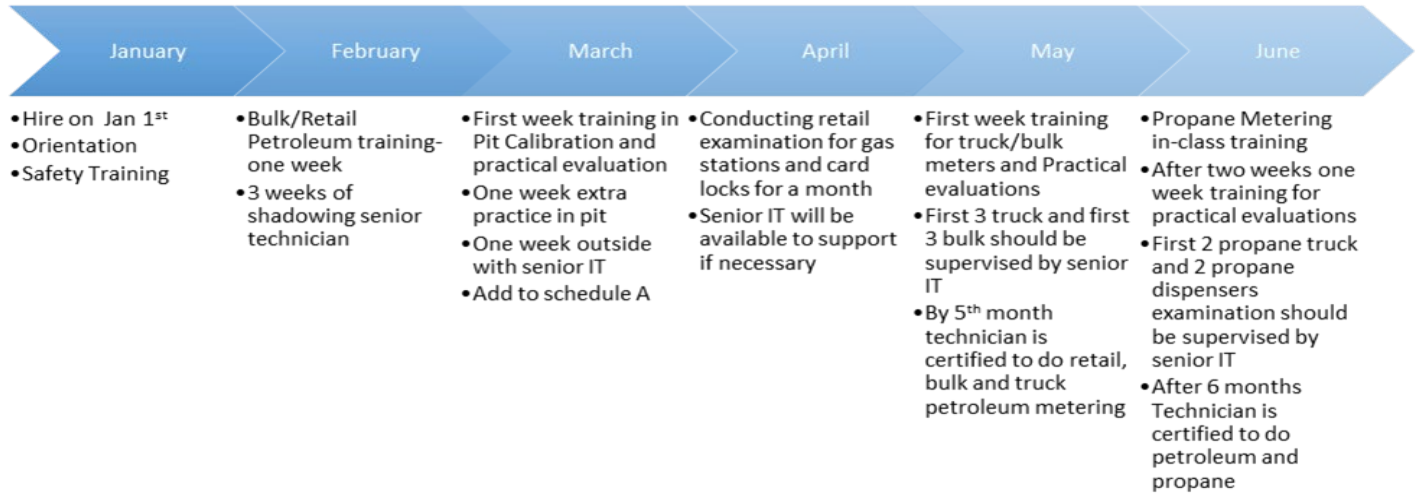 January
February
March
April
May
June
•Hire on Jan 1st
•Orientation
•Safety Training
•Bulk/Retail
Petroleum training-
one week
•3 weeks of
shadowing senior
technician
•First week training in
Pit Calibration and
practical evaluation
•One week extra
practice in pit
•One week outside
with senior IT
•Add to schedule A
•Conducting retail
examination for gas
stations and card
locks for a month
•Senior IT will be
available to support
if necessary
•First week training
for truck/bulk
meters and Practical
evaluations
•First 3 truck and first
3 bulk should be
supervised by senior
IT
•By 5th month
technician is
certified to do retail,
bulk and truck
petroleum metering
•Propane Metering
in-class training
•After two weeks one
week training for
practical evaluations
•First 2 propane truck
and 2 propane
dispensers
examination should
be supervised by
senior IT
•After 6 months
Technician is
certified to do
petroleum and
propane